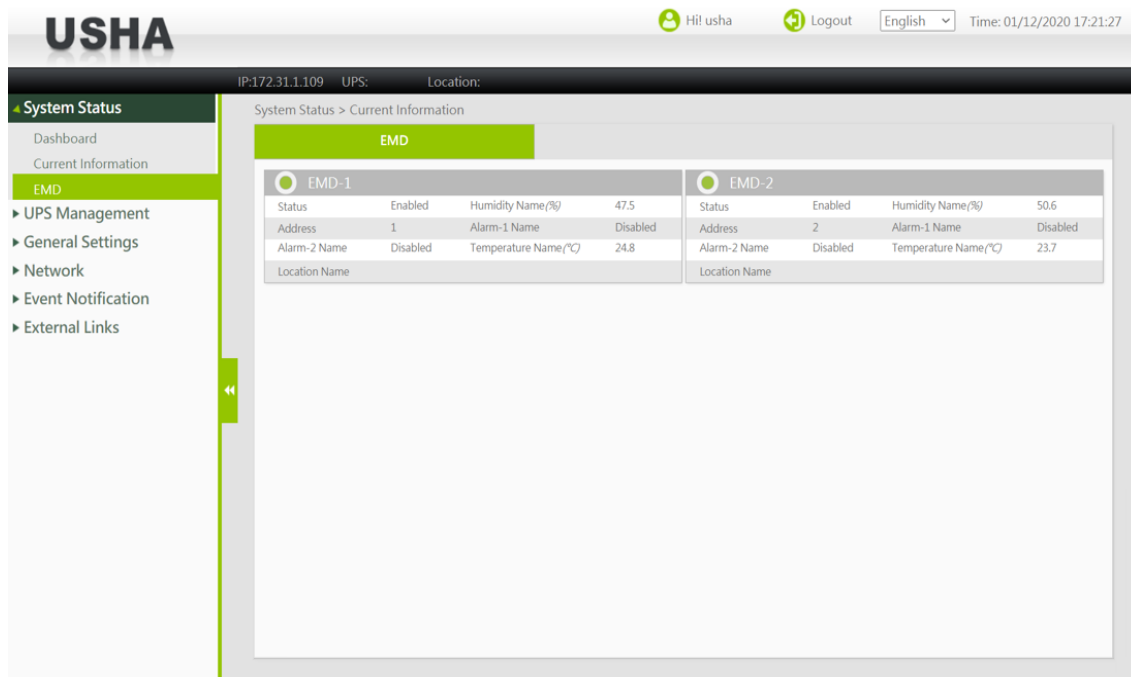 USHA
Hi! usha Logout English Time: 01/12/2020 17:21:27
IP:172.31.1.109 UPS: Location:
System Status
Dashboard
Current Information
EMD
UPS Management
General Settings
Network
Event Notification
External Links
System Status > Current Information
EMD
EMD-1
Status Enabled Humidity Name(%) 47.5
Address 1 Alarm-1 Name Disabled
Alarm-2 Name Disabled Temperature Name(°C) 24.8
Location Name
EMD-2
Status Enabled Humidity Name(%) 50.6
Address 2 Alarm-1 Name Disabled
Alarm-2 Name Disabled Temperature Name(°C) 23.7
Location Name